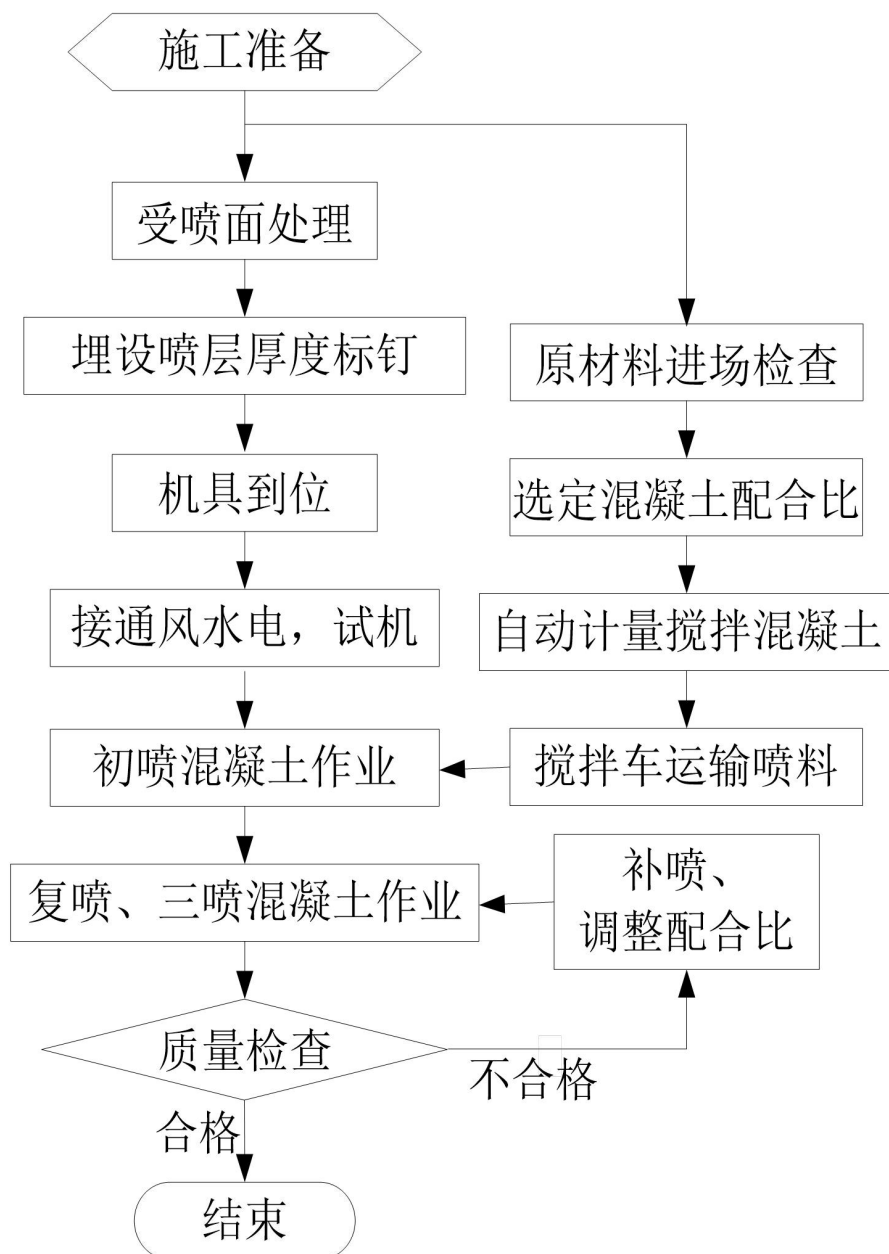 施工准备
受喷面处理
埋设喷层厚度标钉
机具到位
接通风水电，试机
初喷混凝土作业
复喷、三喷混凝土作业
质量检查
合格
结束
原材料进场检查
选定混凝土配合比
自动计量搅拌混凝土
搅拌车运输喷料
补喷、
调整配合比
不合格